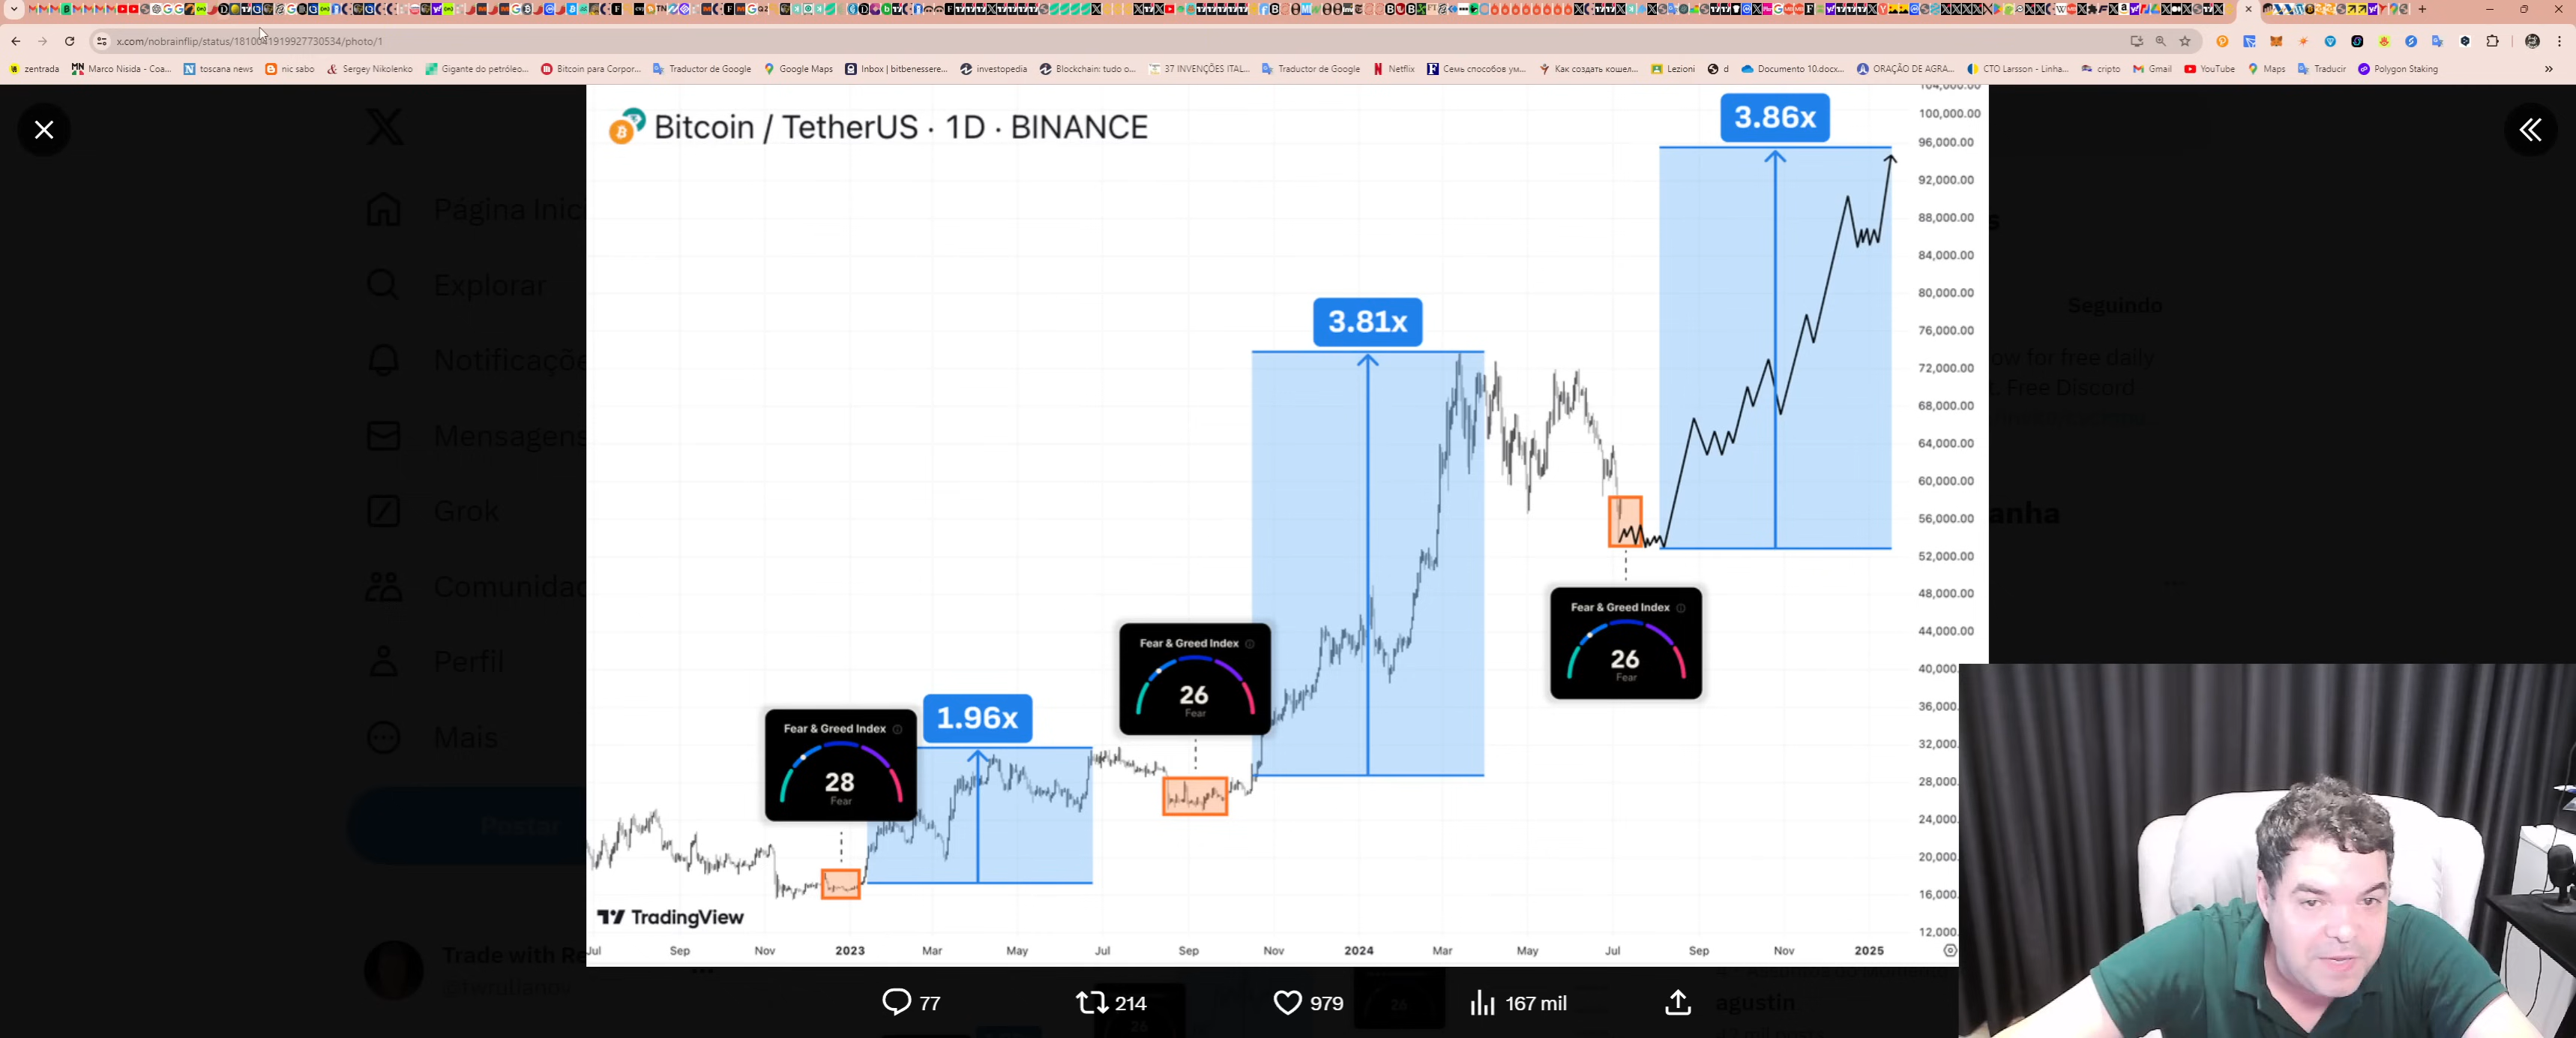 x.com/nobrainflip/status/1810041919927730534/photo/1
zentrada
Marco Nisida - Coa...
toscana news
nic sabo
Sergey Nikolenko
Gigante do petróleo...
Bitcoin para Corpor...
Traductor de Google
Google Maps
Inbox | bitbenessere...
investopedia
Blockchain: tudo o...
37 INVENÇÕES ITAL...
Traductor de Google
Netflix
Семь способов ум...
Как создать кошел...
Lezioni
d
Documento 10.docx...
ORAÇÃO DE AGRA...
CTO Larsson - Linha...
cripto
Gmail
YouTube
Maps
Traducir
Polygon Staking
Página Inic
Explorar
Notificaçõe
Mensagens
Grok
Comunidad
Perfil
Mais
Postar
Trade with Re
Bitcoin / TetherUS · 1D · BINANCE
3.86x
3.81x
1.96x
Fear & Greed Index
28
Fear
Fear & Greed Index
26
Fear
Fear & Greed Index
26
Fear
104,000.00
100,000.00
96,000.00
92,000.00
88,000.00
84,000.00
80,000.00
76,000.00
72,000.00
68,000.00
64,000.00
60,000.00
56,000.00
52,000.00
48,000.00
44,000.00
40,000.
36,000.
32,000.
28,000.
24,000.
20,000.
16,000.
12,000.
TradingView
Jul Sep Nov 2023 Mar May Jul Sep Nov 2024 Mar May Jul Sep Nov 2025
77
214
979
167 mil
Seguindo
ow for free daily
Free Discord
anha
agustin